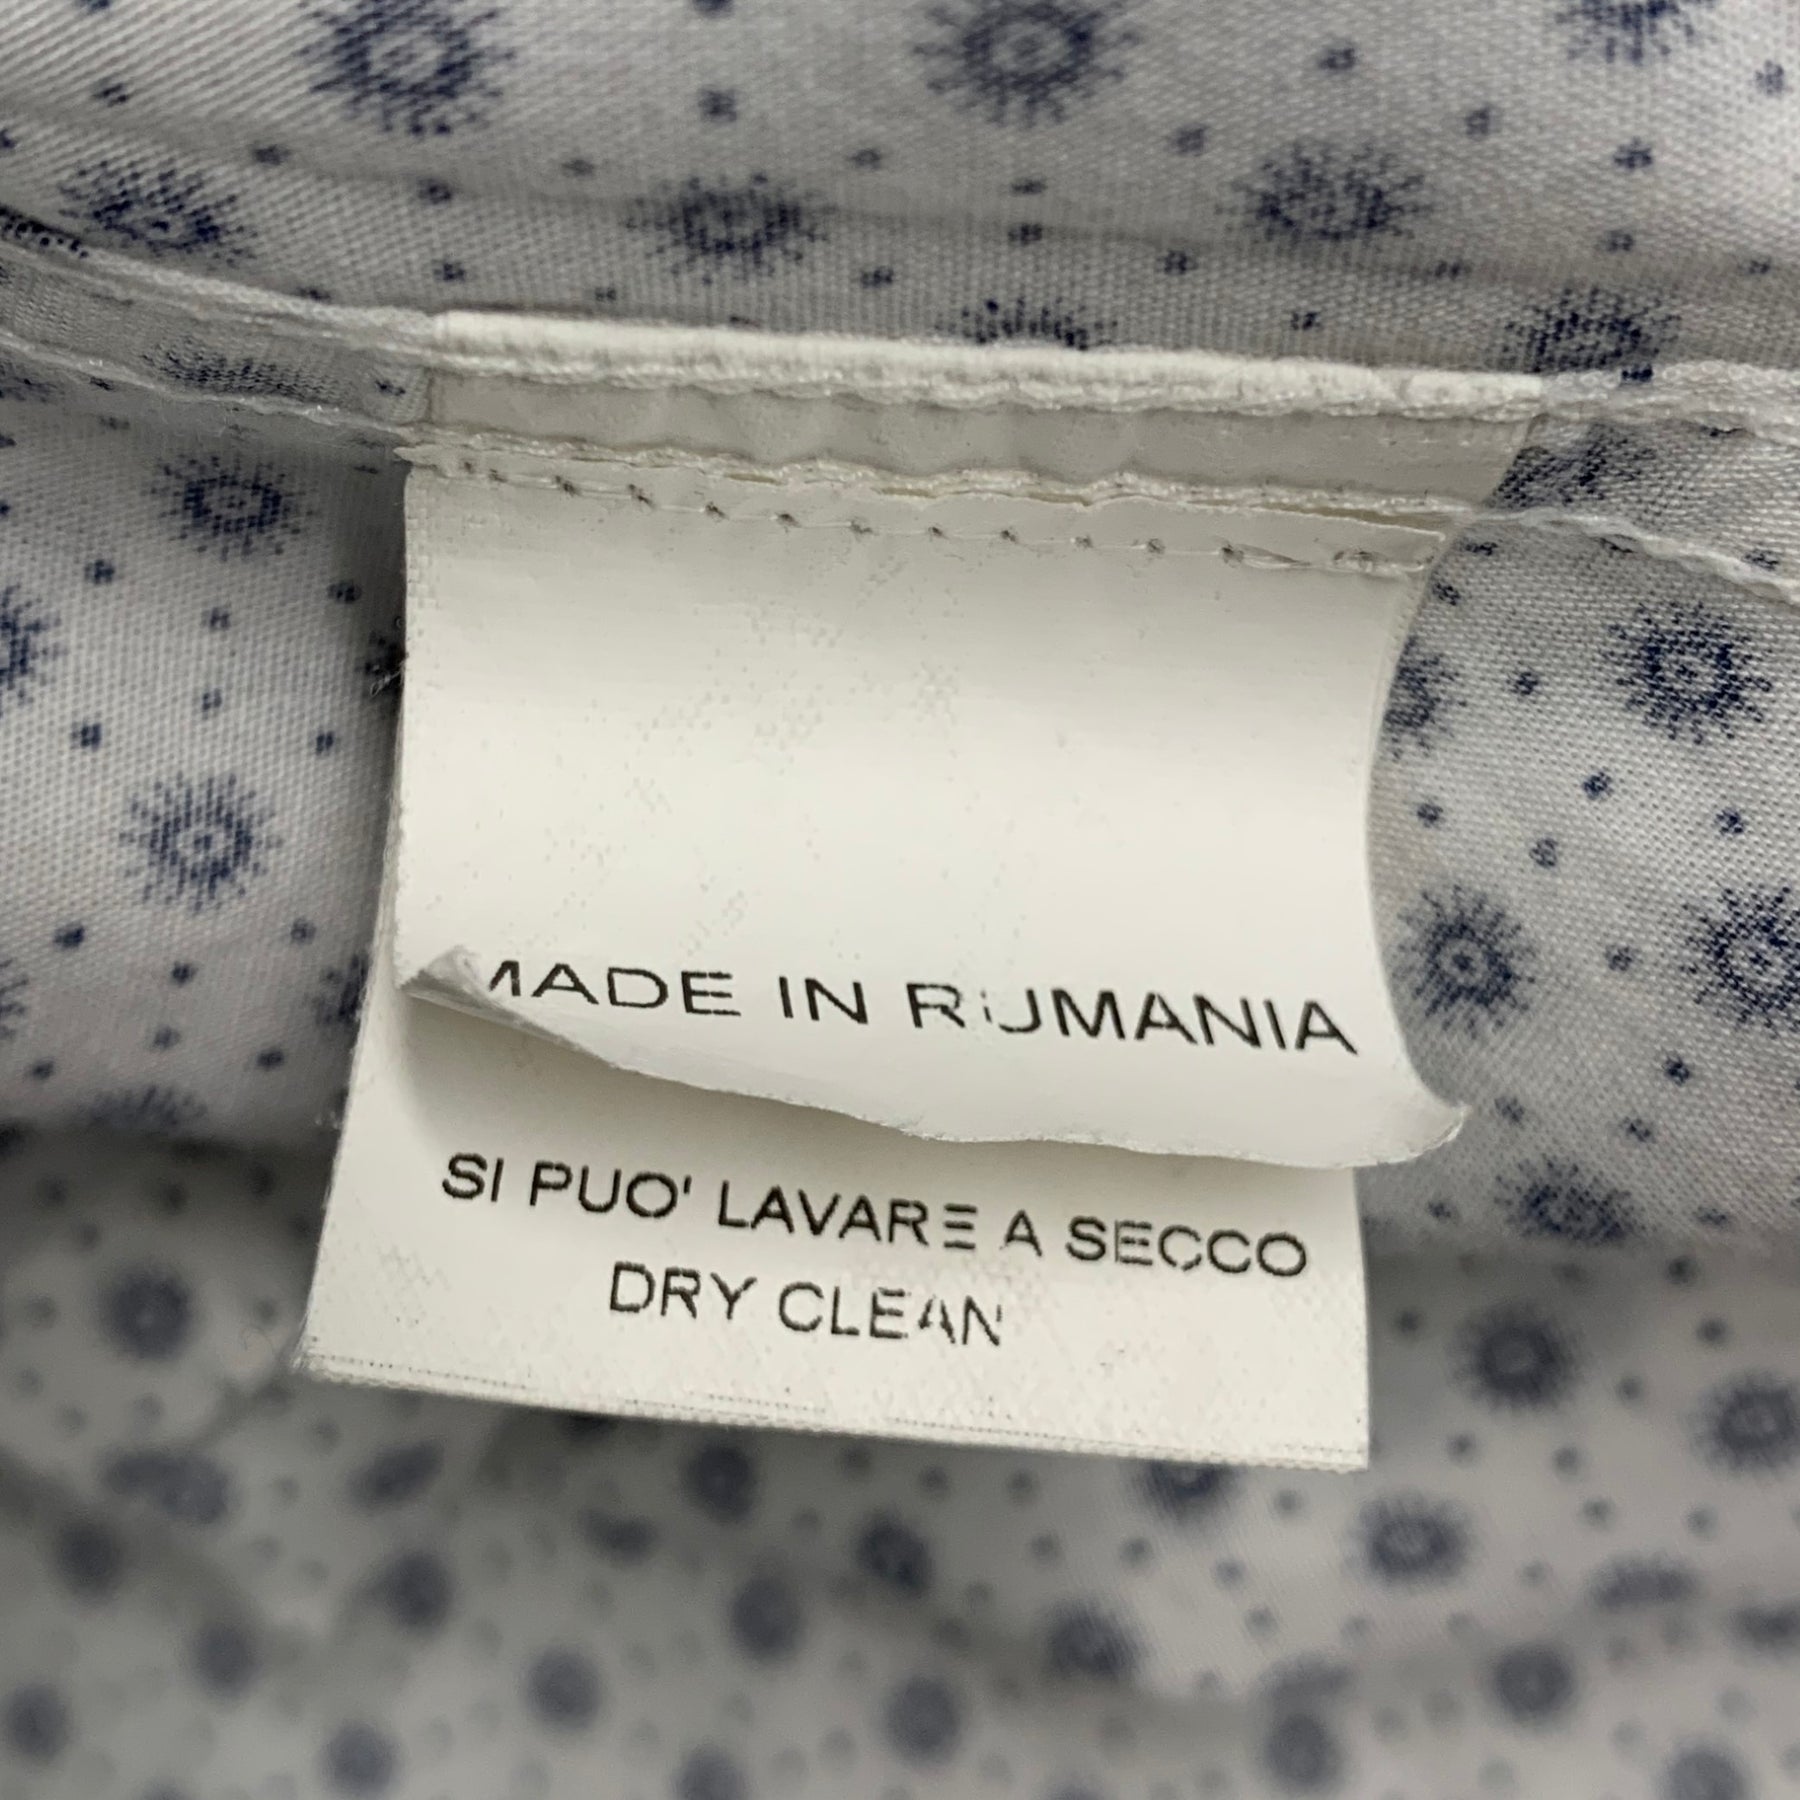 MADE IN RUMANIA
SI PUO' LAVARE A SECCO
DRY CLEAN